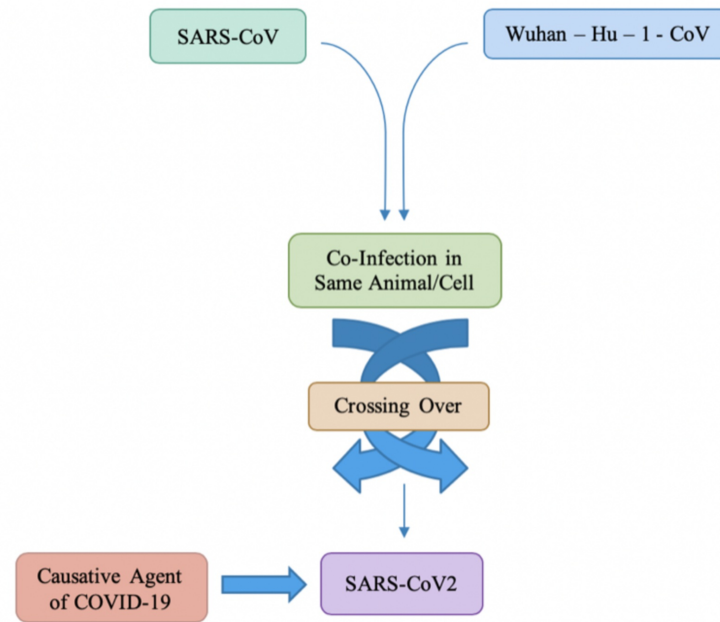 SARS-CoV
Wuhan – Hu – 1 - CoV
Co-Infection in
Same Animal/Cell
Crossing Over
Causative Agent
of COVID-19
SARS-CoV2